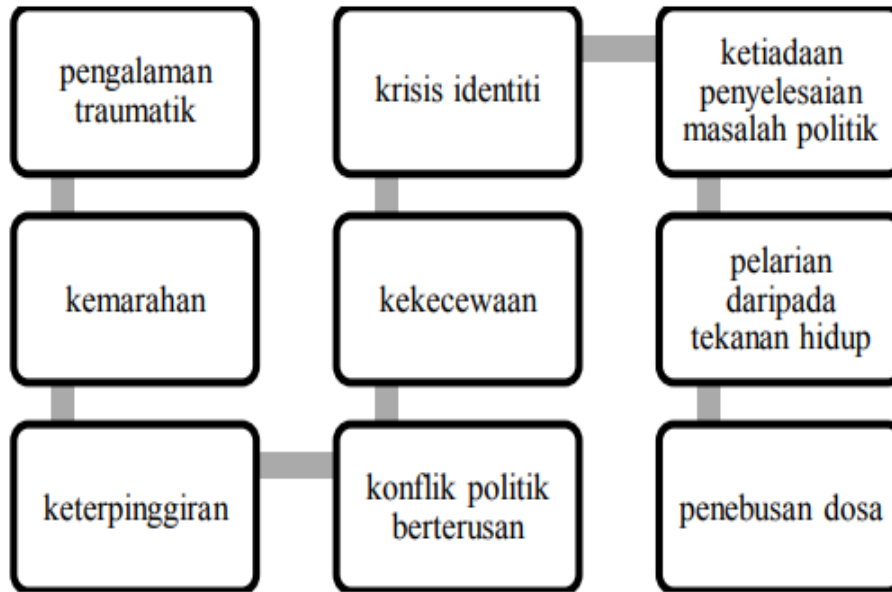 pengalaman
traumatik
kemarahan
keterpinggiran
konflik politik
berterusan
kekecewaan
krisis identiti
ketiadaan
penyelesaian
masalah politik
pelarian
daripada
tekanan hidup
penebusan dosa